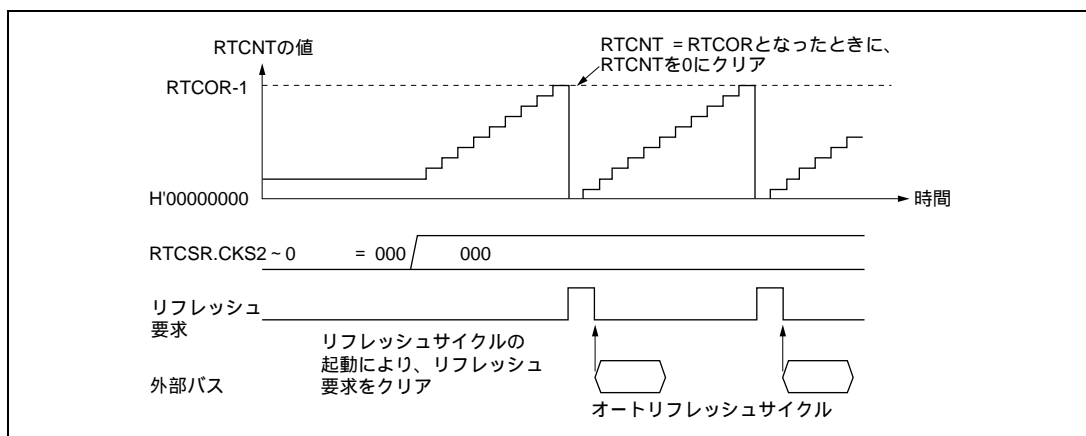 RTCNTの値
RTCNT = RTCORとなったときに、
RTCNTを0にクリア
RTCOR-1
H'00000000
時間
RTCSR.CKS2～0 = 000 000
リフレッシュ
要求
リフレッシュサイクルの
起動により、リフレッシュ
要求をクリア
外部バス
オートリフレッシュサイクル